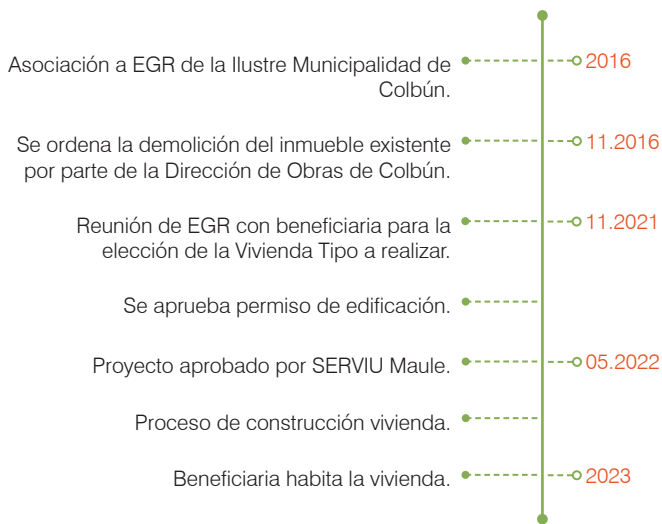 Asociación a EGR de la Ilustre Municipalidad de
Colbún.
2016
Se ordena la demolición del inmueble existente
por parte de la Dirección de Obras de Colbún.
11.2016
Reunión de EGR con beneficiaria para la
elección de la Vivienda Tipo a realizar.
11.2021
Se aprueba permiso de edificación.
Proyecto aprobado por SERVIU Maule.
05.2022
Proceso de construcción vivienda.
Beneficiaria habita la vivienda.
2023